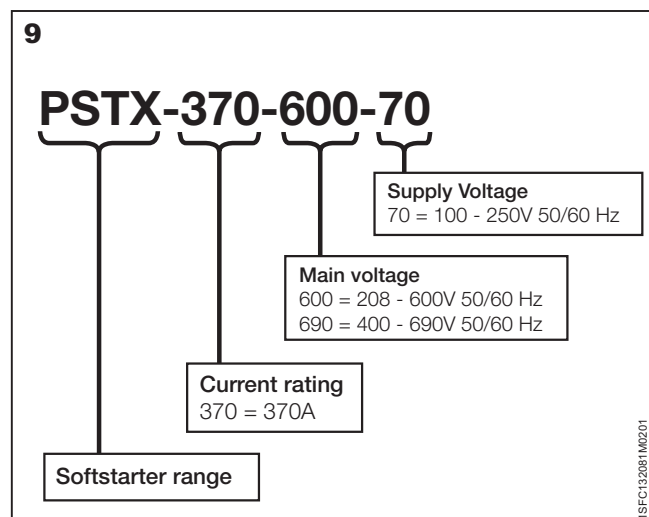 9
PSTX-370-600-70
Supply Voltage
70 = 100 - 250V 50/60 Hz
Main voltage
600 = 208 - 600V 50/60 Hz
690 = 400 - 690V 50/60 Hz
Current rating
370 = 370A
Softstarter range
ISFC132081M0201